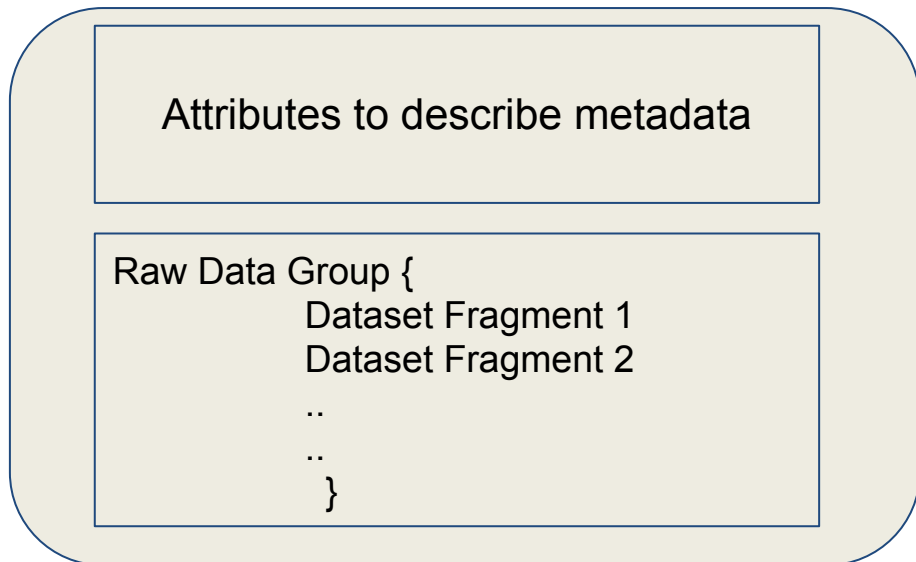 Attributes to describe metadata
Raw Data Group {
Dataset Fragment 1
Dataset Fragment 2
..
..
}